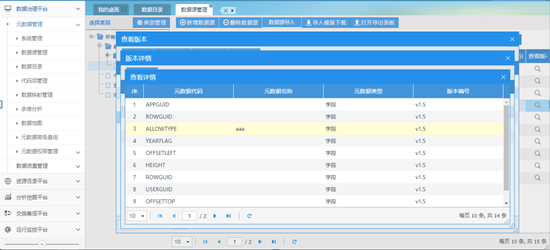 数据治理平台
我的桌面
数据目录
数据源管理
元数据管理
系统管理
数据源管理
数据目录
代码项管理
数据映射管理
多维分析
数据地图
元数据高级查询
元数据权限管理
数据质量管理
资源目录平台
分析挖掘平台
交换集成平台
运行监控平台
选择类别
类别管理
新增数据源
删除数据源
数据源导入
导入模板下载
打开导出面板
查看版本
版本详情
查看详情
序 元数据代码 元数据名称 元数据类型 版本编号
1 APPGUID 字段 v1.5
2 ROWGUID 字段 v1.5
3 ALLOWTYPE aaa 字段 v1.5
4 YEARFLAG 字段 v1.5
5 OFFSETLEFT 字段 v1.5
6 HEIGHT 字段 v1.5
7 ROWGUID 字段 v1.5
8 USERGUID 字段 v1.5
9 OFFSETTOP 字段 v1.5
10 1 / 2 每页 10 条, 共 14 条
10 1 / 2 每页 10 条, 共 15 条